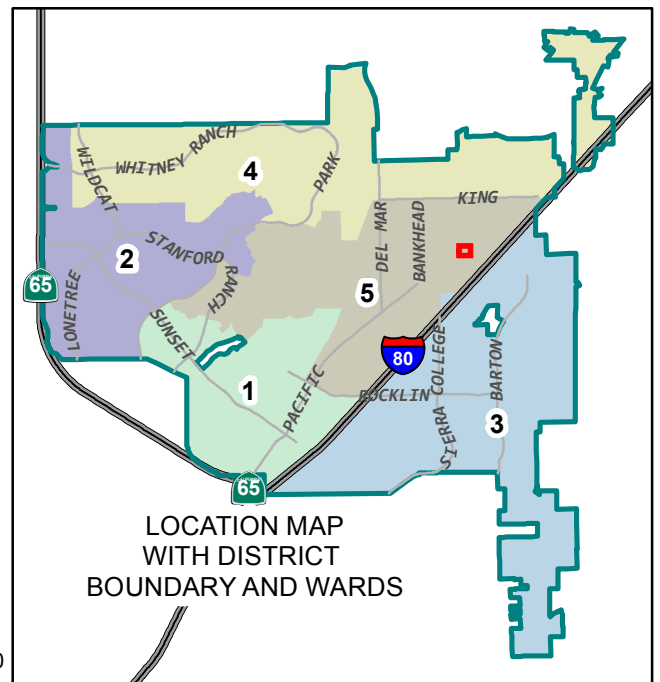 WHITNEY RANCH
WILDCAT
PARK
4
KING
DEL MAR
BANKHEAD
STANFORD
RANCH
2
65
LONETREE
5
SUNSET
80
1
PACIFIC
ROCKLIN
SIERRA COLLEGE
BARTON
3
65
LOCATION MAP
WITH DISTRICT
BOUNDARY AND WARDS